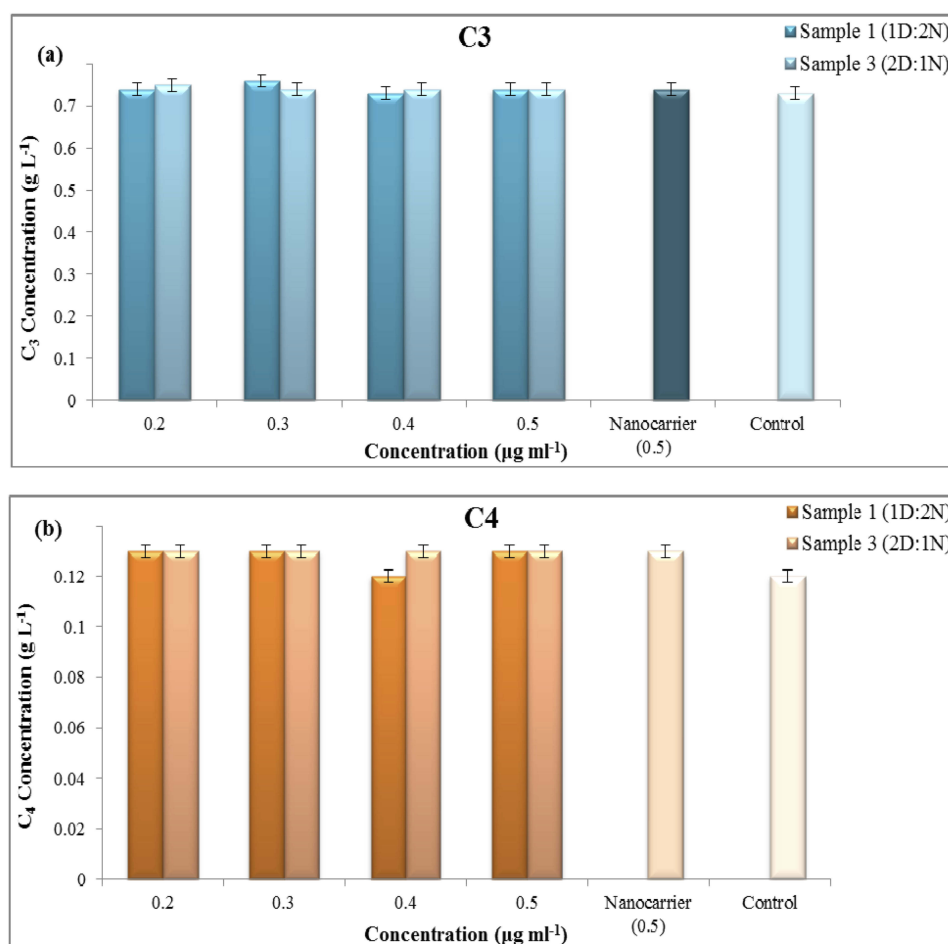 C3
(a)
Sample 1 (1D:2N)
Sample 3 (2D:1N)
C₃ Concentration (g L⁻¹)
0.7
0.6
0.5
0.4
0.3
0.2
0.1
0
0.2 0.3 0.4 0.5 Nanocarrier (0.5) Control
Concentration (µg ml⁻¹)
C4
(b)
Sample 1 (1D:2N)
Sample 3 (2D:1N)
C₄ Concentration (g L⁻¹)
0.12
0.1
0.08
0.06
0.04
0.02
0
0.2 0.3 0.4 0.5 Nanocarrier (0.5) Control
Concentration (µg ml⁻¹)